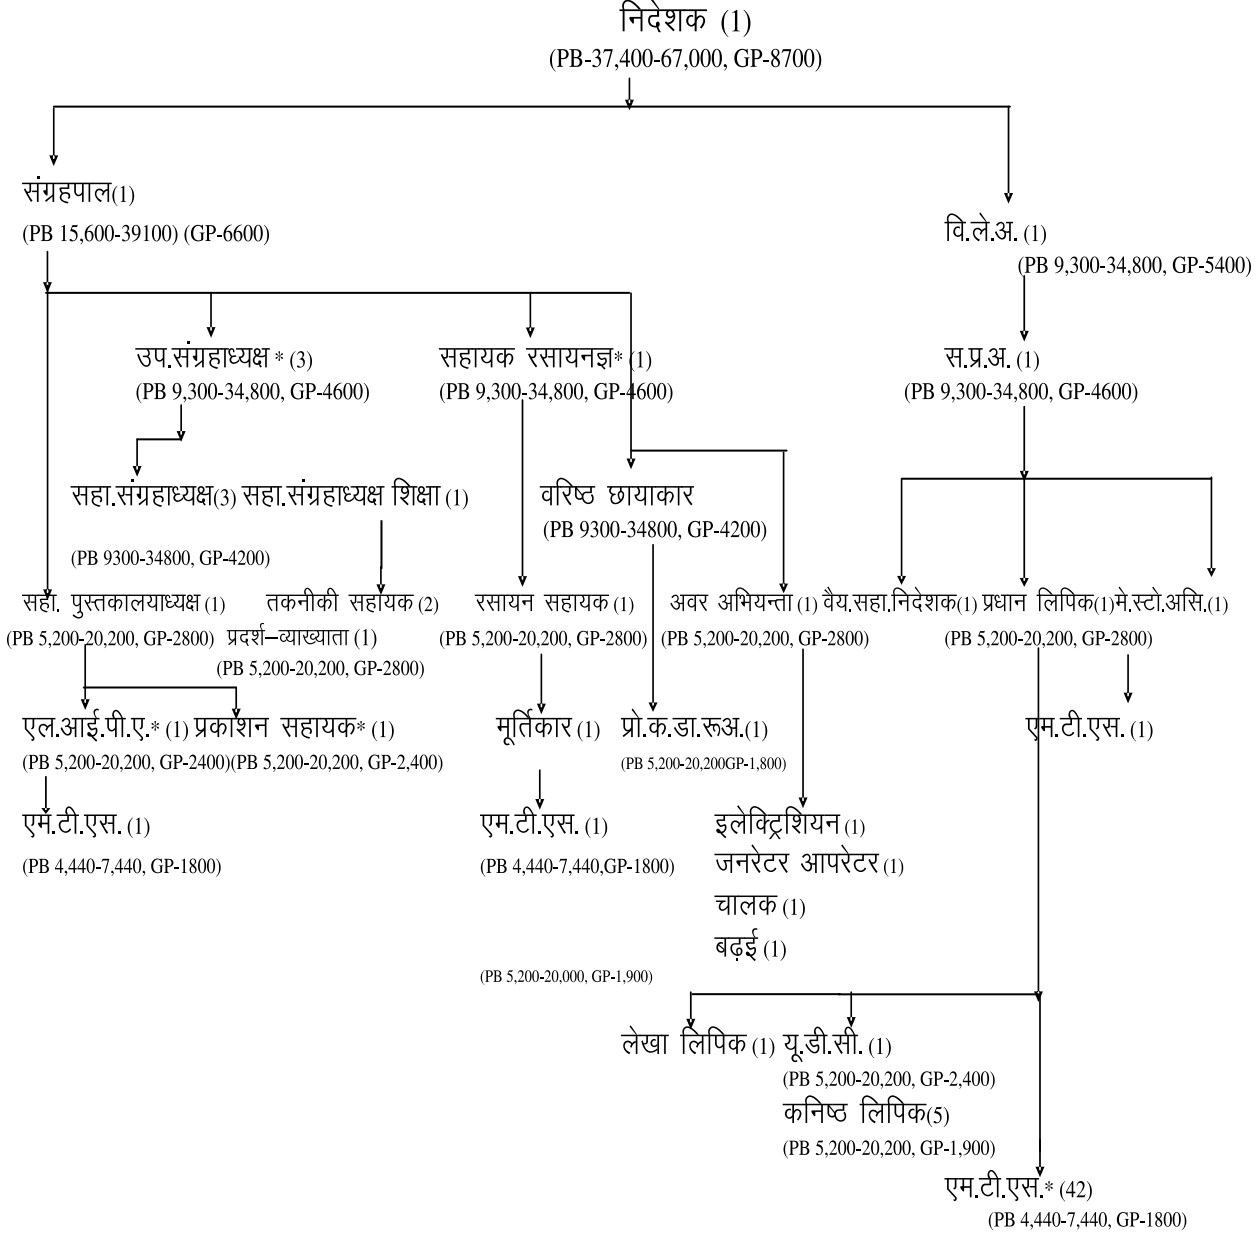 निदेशक (1)
(PB-37,400-67,000, GP-8700)
संग्रहपाल(1)
(PB 15,600-39100) (GP-6600)
वि.ले.अ. (1)
(PB 9,300-34,800, GP-5400)
उप.संग्रहाध्यक्ष * (3)
(PB 9,300-34,800, GP-4600)
सहायक रसायनज्ञ* (1)
(PB 9,300-34,800, GP-4600)
स.प्र.अ. (1)
(PB 9,300-34,800, GP-4600)
सहा.संग्रहाध्यक्ष(3) सहा.संग्रहाध्यक्ष शिक्षा (1)
(PB 9300-34800, GP-4200)
वरिष्ठ छायाकार
(PB 9300-34800, GP-4200)
सहा. पुस्तकालयाध्यक्ष (1)
(PB 5,200-20,200, GP-2800)
तकनीकी सहायक (2)
प्रदर्श–व्याख्याता (1)
(PB 5,200-20,200, GP-2800)
रसायन सहायक (1)
(PB 5,200-20,200, GP-2800)
अवर अभियन्ता (1)
(PB 5,200-20,200, GP-2800)
वैय.सहा.निदेशक(1)
प्रधान लिपिक(1)
(PB 5,200-20,200, GP-2800)
मे.स्टो.असि.(1)
एल.आई.पी.ए.* (1)
(PB 5,200-20,200, GP-2400)
प्रकाशन सहायक* (1)
(PB 5,200-20,200, GP-2,400)
मूर्तिकार (1)
प्रो.क.डा.रूअ.(1)
(PB 5,200-20,200GP-1,800)
एम.टी.एस. (1)
एम.टी.एस. (1)
(PB 4,440-7,440, GP-1800)
एम.टी.एस. (1)
(PB 4,440-7,440,GP-1800)
इलेक्ट्रिशियन (1)
जनरेटर आपरेटर (1)
चालक (1)
बढ़ई (1)
(PB 5,200-20,000, GP-1,900)
लेखा लिपिक (1)
यू.डी.सी. (1)
(PB 5,200-20,200, GP-2,400)
कनिष्ठ लिपिक(5)
(PB 5,200-20,200, GP-1,900)
एम.टी.एस.* (42)
(PB 4,440-7,440, GP-1800)